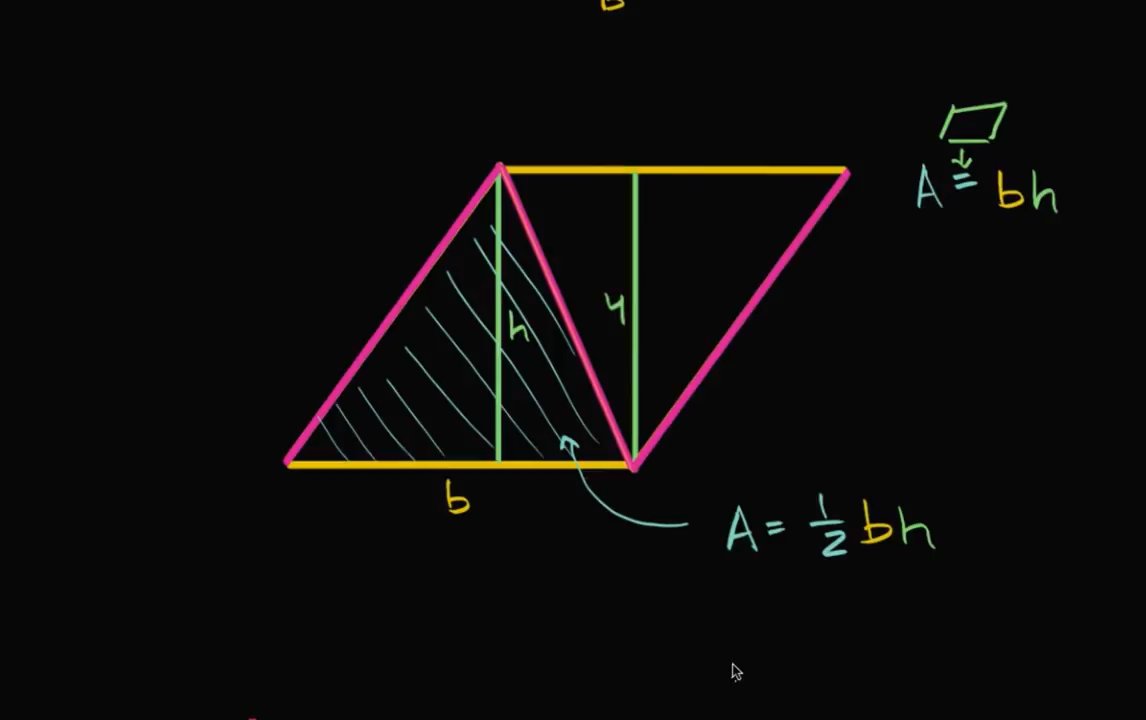 A = bh
h
4
b
A = 1/2 bh